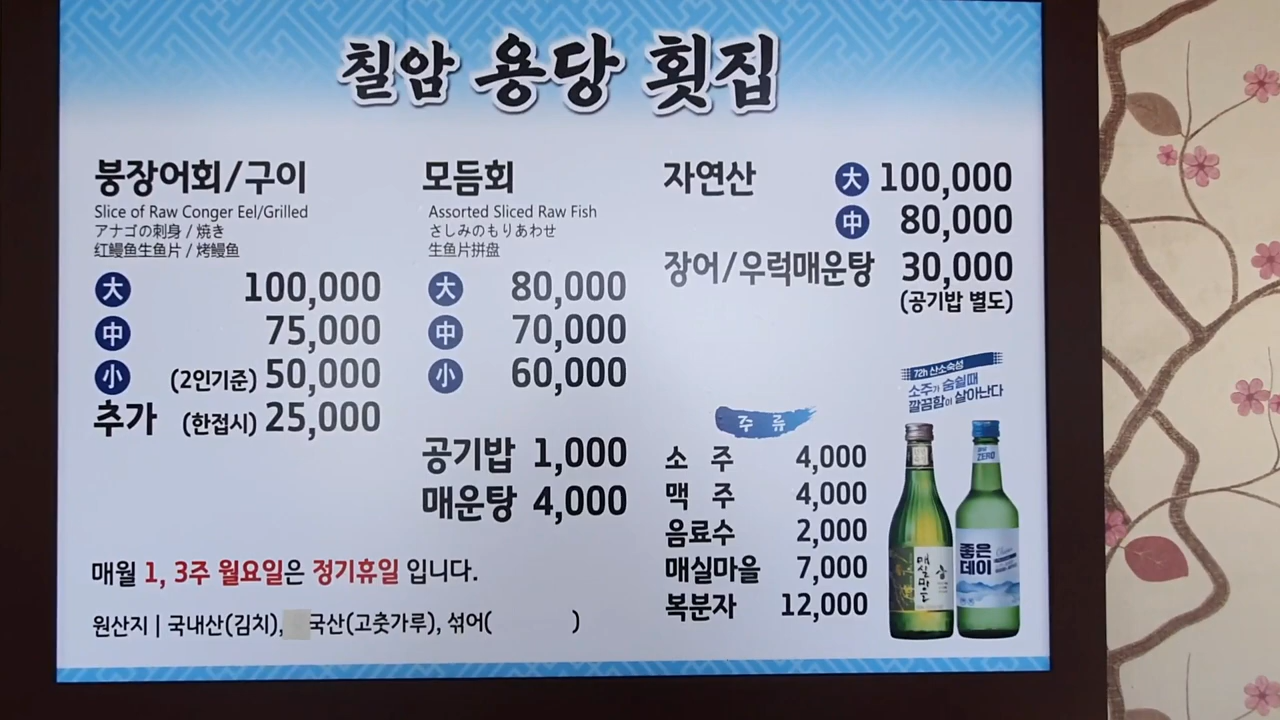 칠암 용당 횟집
붕장어회/구이
Slice of Raw Conger Eel/Grilled
アナゴの刺身 / 焼き
红鳗鱼生鱼片 / 烤鳗鱼
大 100,000
中 75,000
小 (2인기준) 50,000
추가 (한접시) 25,000
모듬회
Assorted Sliced Raw Fish
さしみのもりあわせ
生鱼片拼盘
大 80,000
中 70,000
小 60,000
공기밥 1,000
매운탕 4,000
자연산 大 100,000
中 80,000
장어/우럭매운탕 30,000
(공기밥 별도)
주 류
소 주 4,000
맥 주 4,000
음료수 2,000
매실마을 7,000
복분자 12,000
72h 산소숙성
소주가 숨쉴때
깔끔함이 살아난다
ZERO
좋은
데이
매실마을
매월 1, 3주 월요일은 정기휴일 입니다.
원산지 | 국내산(김치), 국산(고춧가루), 섞어( )